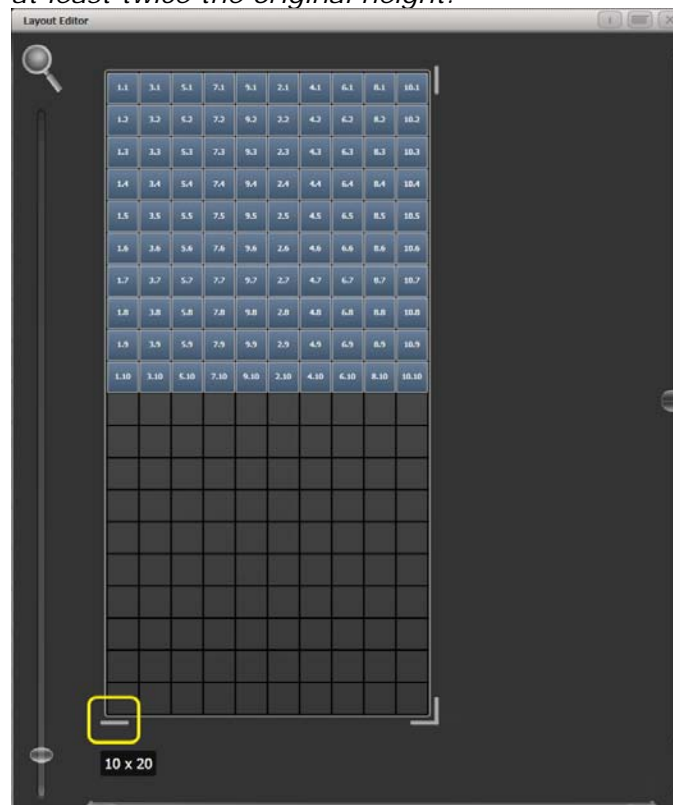 at least twice the original height.
Layout Editor
1.1 3.1 5.1 7.1 9.1 2.1 4.1 6.1 8.1 10.1
1.2 3.2 5.2 7.2 9.2 2.2 4.2 6.2 8.2 10.2
1.3 3.3 5.3 7.3 9.3 2.3 4.3 6.3 8.3 10.3
1.4 3.4 5.4 7.4 9.4 2.4 4.4 6.4 8.4 10.4
1.5 3.5 5.5 7.5 9.5 2.5 4.5 6.5 8.5 10.5
1.6 3.6 5.6 7.6 9.6 2.6 4.6 6.6 8.6 10.6
1.7 3.7 5.7 7.7 9.7 2.7 4.7 6.7 8.7 10.7
1.8 3.8 5.8 7.8 9.8 2.8 4.8 6.8 8.8 10.8
1.9 3.9 5.9 7.9 9.9 2.9 4.9 6.9 8.9 10.9
1.10 3.10 5.10 7.10 9.10 2.10 4.10 6.10 8.10 10.10
10 x 20